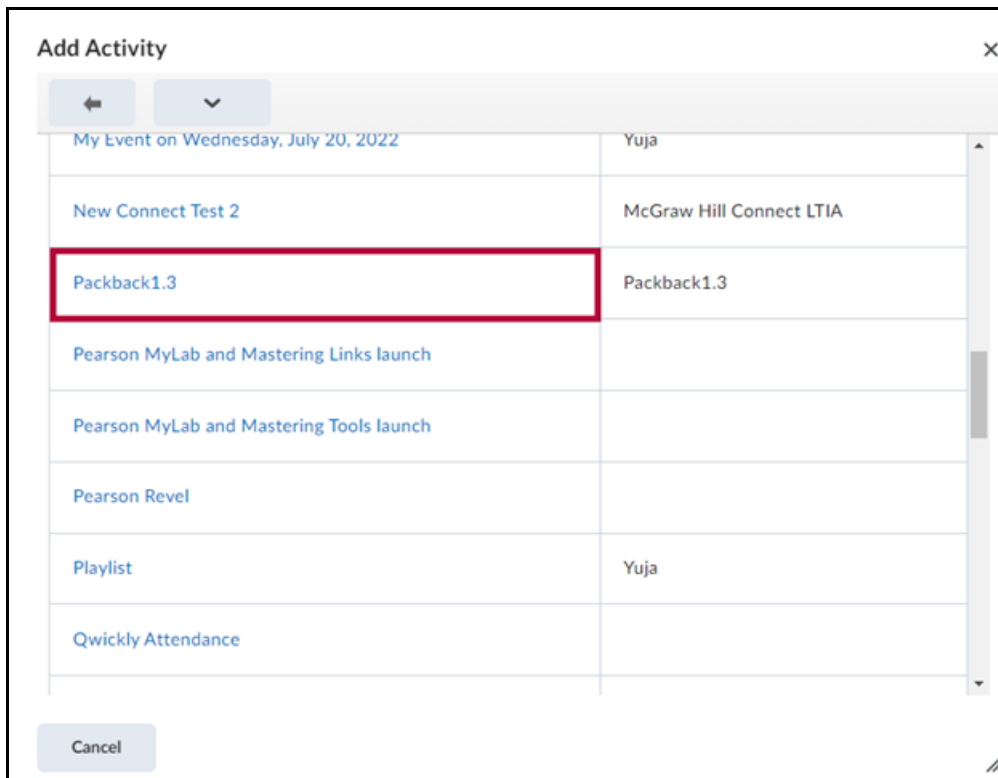 Add Activity
My Event on Wednesday, July 20, 2022 Yuja
New Connect Test 2 McGraw Hill Connect LTIA
Packback1.3 Packback1.3
Pearson MyLab and Mastering Links launch
Pearson MyLab and Mastering Tools launch
Pearson Revel
Playlist Yuja
Qwickly Attendance
Cancel